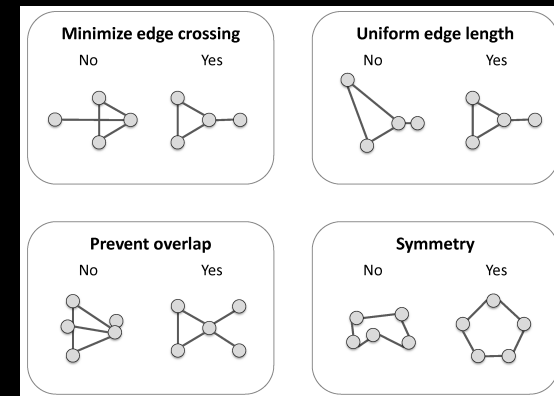 Minimize edge crossing
No Yes
Uniform edge length
No Yes
Prevent overlap
No Yes
Symmetry
No Yes